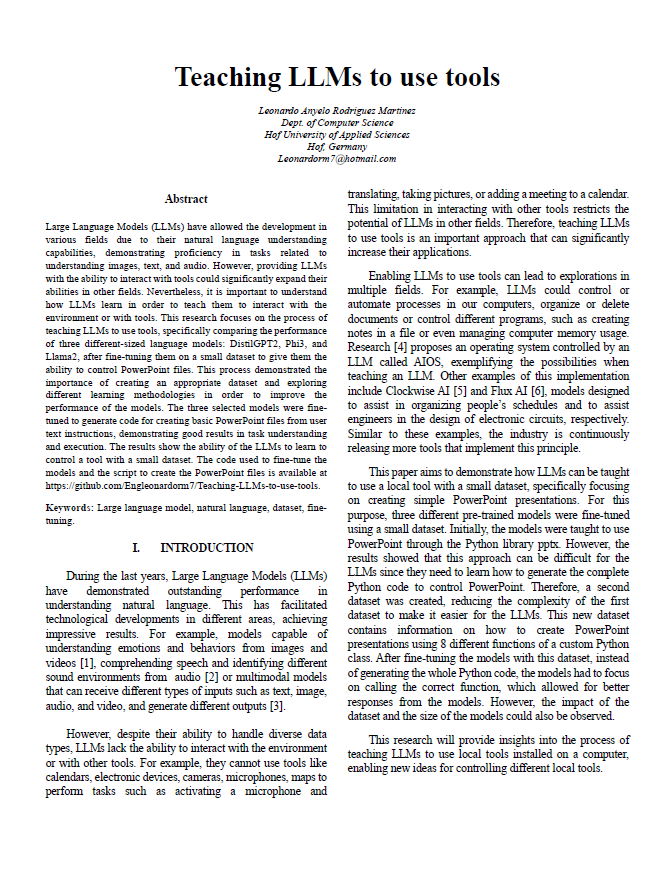 Teaching LLMs to use tools
Leonardo Anyelo Rodriguez Martinez
Dept. of Computer Science
Hof University of Applied Sciences
Hof, Germany
Leonardorm7@hotmail.com
Abstract
Large Language Models (LLMs) have allowed the development in
various fields due to their natural language understanding
capabilities, demonstrating proficiency in tasks related to
understanding images, text, and audio. However, providing LLMs
with the ability to interact with tools could significantly expand their
abilities in other fields. Nevertheless, it is important to understand
how LLMs learn in order to teach them to interact with the
environment or with tools. This research focuses on the process of
teaching LLMs to use tools, specifically comparing the performance
of three different-sized language models: DistilGPT2, Phi3, and
Llama2, after fine-tuning them on a small dataset to give them the
ability to control PowerPoint files. This process demonstrated the
importance of creating an appropriate dataset and exploring
different learning methodologies in order to improve the
performance of the models. The three selected models were fine-
tuned to generate code for creating basic PowerPoint files from user
text instructions, demonstrating good results in task understanding
and execution. The results show the ability of the LLMs to learn to
control a tool with a small dataset. The code used to fine-tune the
models and the script to create the PowerPoint files is available at
https://github.com/Engleonardorm7/Teaching-LLMs-to-use-tools.
Keywords: Large language model, natural language, dataset, fine-
tuning.
I. INTRODUCTION
During the last years, Large Language Models (LLMs)
have demonstrated outstanding performance in
understanding natural language. This has facilitated
technological developments in different areas, achieving
impressive results. For example, models capable of
understanding emotions and behaviors from images and
videos [1], comprehending speech and identifying different
sound environments from audio [2] or multimodal models
that can receive different types of inputs such as text, image,
audio, and video, and generate different outputs [3].
However, despite their ability to handle diverse data
types, LLMs lack the ability to interact with the environment
or with other tools. For example, they cannot use tools like
calendars, electronic devices, cameras, microphones, maps to
perform tasks such as activating a microphone and
translating, taking pictures, or adding a meeting to a calendar.
This limitation in interacting with other tools restricts the
potential of LLMs in other fields. Therefore, teaching LLMs
to use tools is an important approach that can significantly
increase their applications.
Enabling LLMs to use tools can lead to explorations in
multiple fields. For example, LLMs could control or
automate processes in our computers, organize or delete
documents or control different programs, such as creating
notes in a file or even managing computer memory usage.
Research [4] proposes an operating system controlled by an
LLM called AIOS, exemplifying the possibilities when
teaching an LLM. Other examples of this implementation
include Clockwise AI [5] and Flux AI [6], models designed
to assist in organizing people's schedules and to assist
engineers in the design of electronic circuits, respectively.
Similar to these examples, the industry is continuously
releasing more tools that implement this principle.
This paper aims to demonstrate how LLMs can be taught
to use a local tool with a small dataset, specifically focusing
on creating simple PowerPoint presentations. For this
purpose, three different pre-trained models were fine-tuned
using a small dataset. Initially, the models were taught to use
PowerPoint through the Python library pptx. However, the
results showed that this approach can be difficult for the
LLMs since they need to learn how to generate the complete
Python code to control PowerPoint. Therefore, a second
dataset was created, reducing the complexity of the first
dataset to make it easier for the LLMs. This new dataset
contains information on how to create PowerPoint
presentations using 8 different functions of a custom Python
class. After fine-tuning the models with this dataset, instead
of generating the whole Python code, the models had to focus
on calling the correct function, which allowed for better
responses from the models. However, the impact of the
dataset and the size of the models could also be observed.
This research will provide insights into the process of
teaching LLMs to use local tools installed on a computer,
enabling new ideas for controlling different local tools.